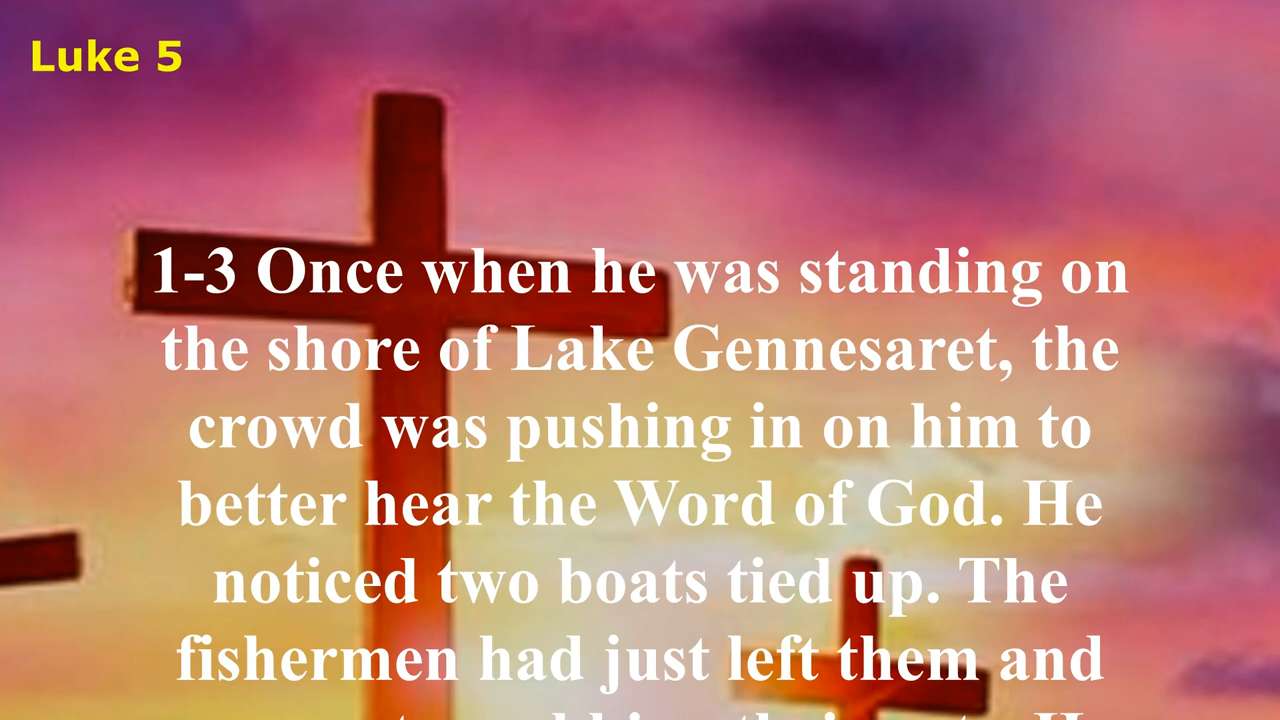 Luke 5
1-3 Once when he was standing on
the shore of Lake Gennesaret, the
crowd was pushing in on him to
better hear the Word of God. He
noticed two boats tied up. The
fishermen had just left them and